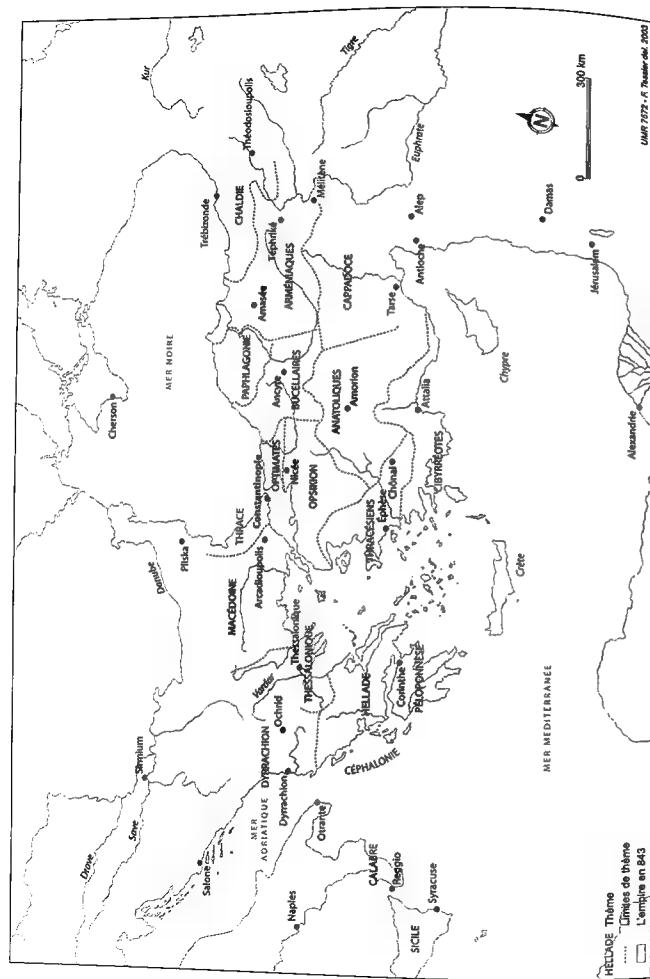 Drave
Save
Sirmium
Danube
Pliska
Cherson
MER NOIRE
Kur
Salone
MER
ADRIATIQUE
DYRRACHION
Dyrrachion
Ochrid
Vardar
Thessalonique
THESSALONIQUE
MACÉDOINE
THRACE
Arcadioupolis
Constantinople
OPTIMATES
Nicée
OPSIKION
PAPHLAGONIE
Ancyre
BUCELLAIRES
Amasée
ARMÉNIAQUES
Trébizonde
CHALDIE
Téphriké
Théodosioupolis
Mélitène
Tigre
Euphrate
Naples
Otrante
CALABRE
Reggio
SICILE
Syracuse
CÉPHALONIE
HELLADE
Corinthe
PÉLOPONNÈSE
THRACÉSIENS
Éphèse
Chônai
CIBYRRÉOTES
ANATOLIQUES
Amorion
Attalia
CAPPADOCE
Tarse
Antioche
Alep
Damas
Jérusalem
Chypre
Crète
Alexandrie
MER MEDITERRANÉE
HELLADE Thème
Limites de thème
L'empire en 843
N
0 300 km
UMR 7572 - F. Tessier del. 2003